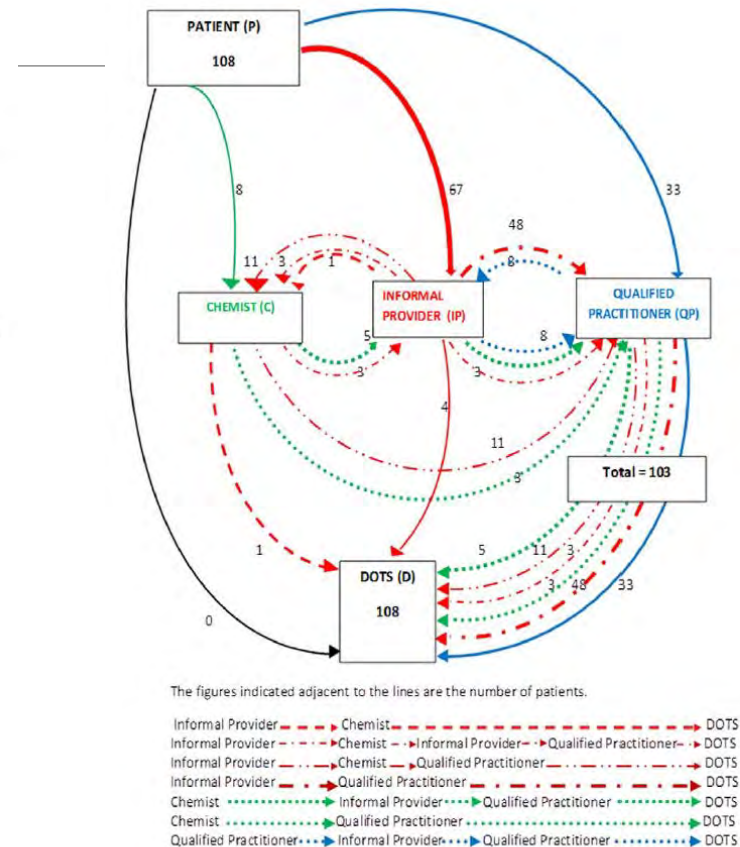 PATIENT (P)
108
8
67
33
48
11 3 1
8
CHEMIST (C)
INFORMAL
PROVIDER (IP)
QUALIFIED
PRACTITIONER (QP)
5
8
3
3
4
11
3
Total = 103
1
5
11
3
DOTS (D)
108
3
48
33
0
The figures indicated adjacent to the lines are the number of patients.
Informal Provider Chemist DOTS
Informal Provider Chemist Informal Provider Qualified Practitioner DOTS
Informal Provider Chemist Qualified Practitioner DOTS
Informal Provider Qualified Practitioner DOTS
Chemist Informal Provider Qualified Practitioner DOTS
Chemist Qualified Practitioner DOTS
Qualified Practitioner Informal Provider Qualified Practitioner DOTS